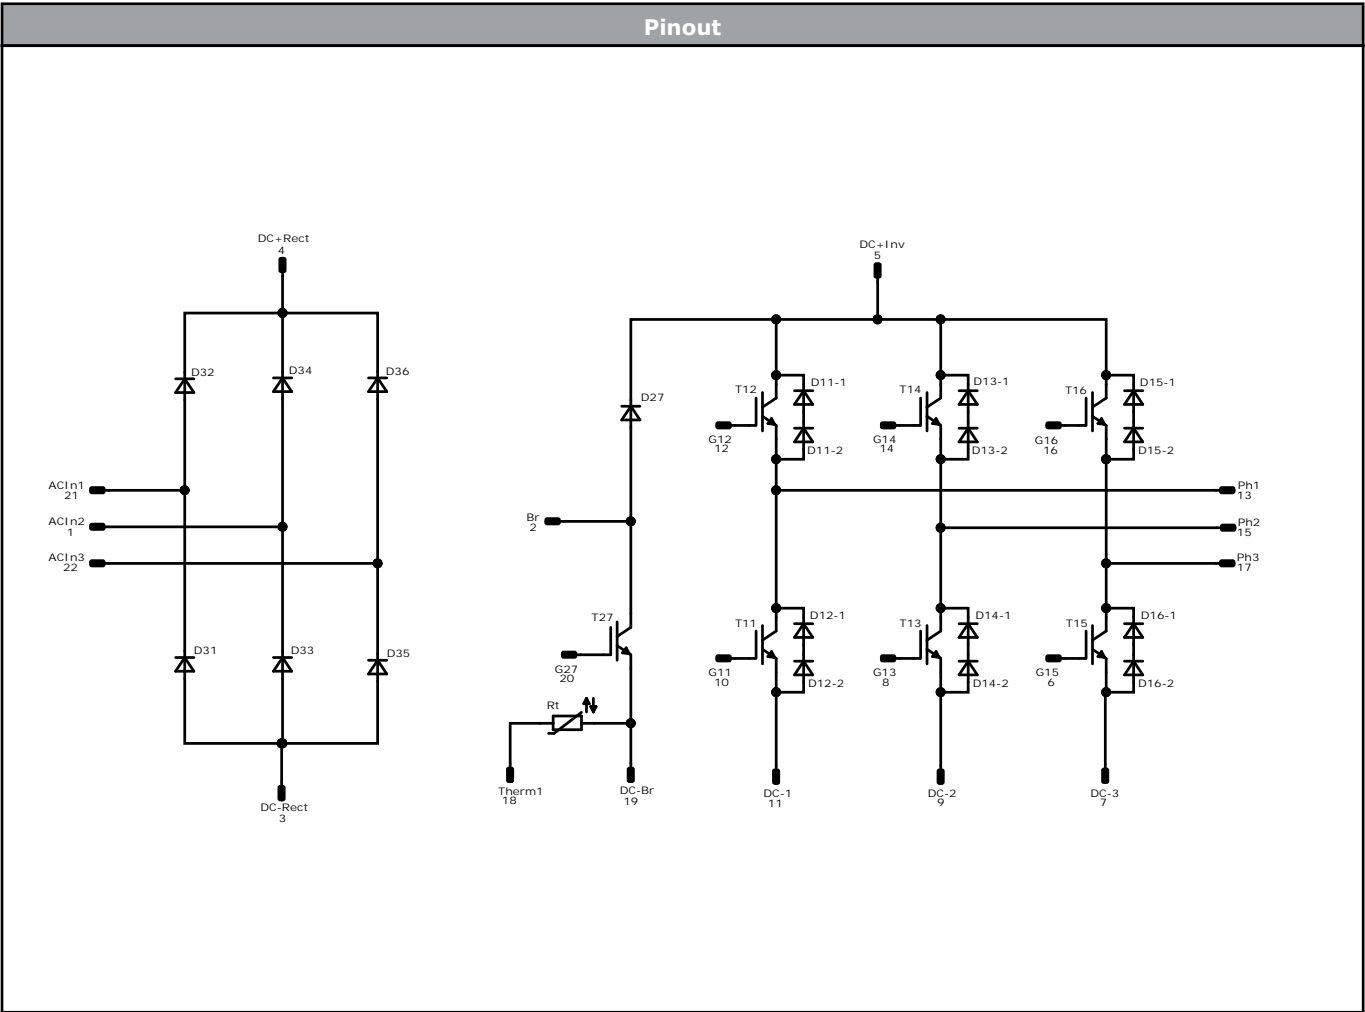 Pinout
DC+Rect
4
DC+Inv
5
D32
D34
D36
D27
T12
D11-1
T14
D13-1
T16
D15-1
G12
12
D11-2
G14
14
D13-2
G16
16
D15-2
ACIn1
21
Ph1
13
ACIn2
1
Br
2
Ph2
15
ACIn3
22
Ph3
17
T27
T11
D12-1
T13
D14-1
T15
D16-1
D31
D33
D35
G27
20
G11
10
D12-2
G13
8
D14-2
G15
6
D16-2
Rt
Therm1
18
DC-Br
19
DC-1
11
DC-2
9
DC-3
7
DC-Rect
3